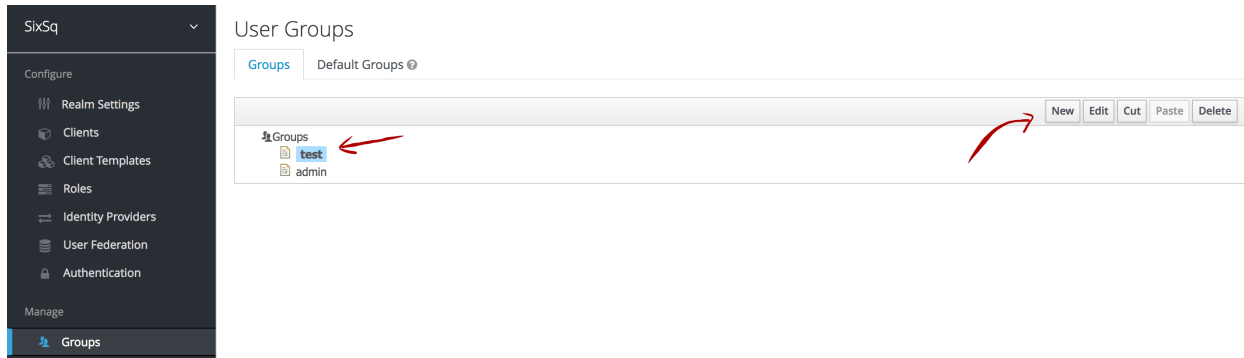 SixSq
Configure
Realm Settings
Clients
Client Templates
Roles
Identity Providers
User Federation
Authentication
Manage
Groups
User Groups
Groups Default Groups
New Edit Cut Paste Delete
Groups
test
admin